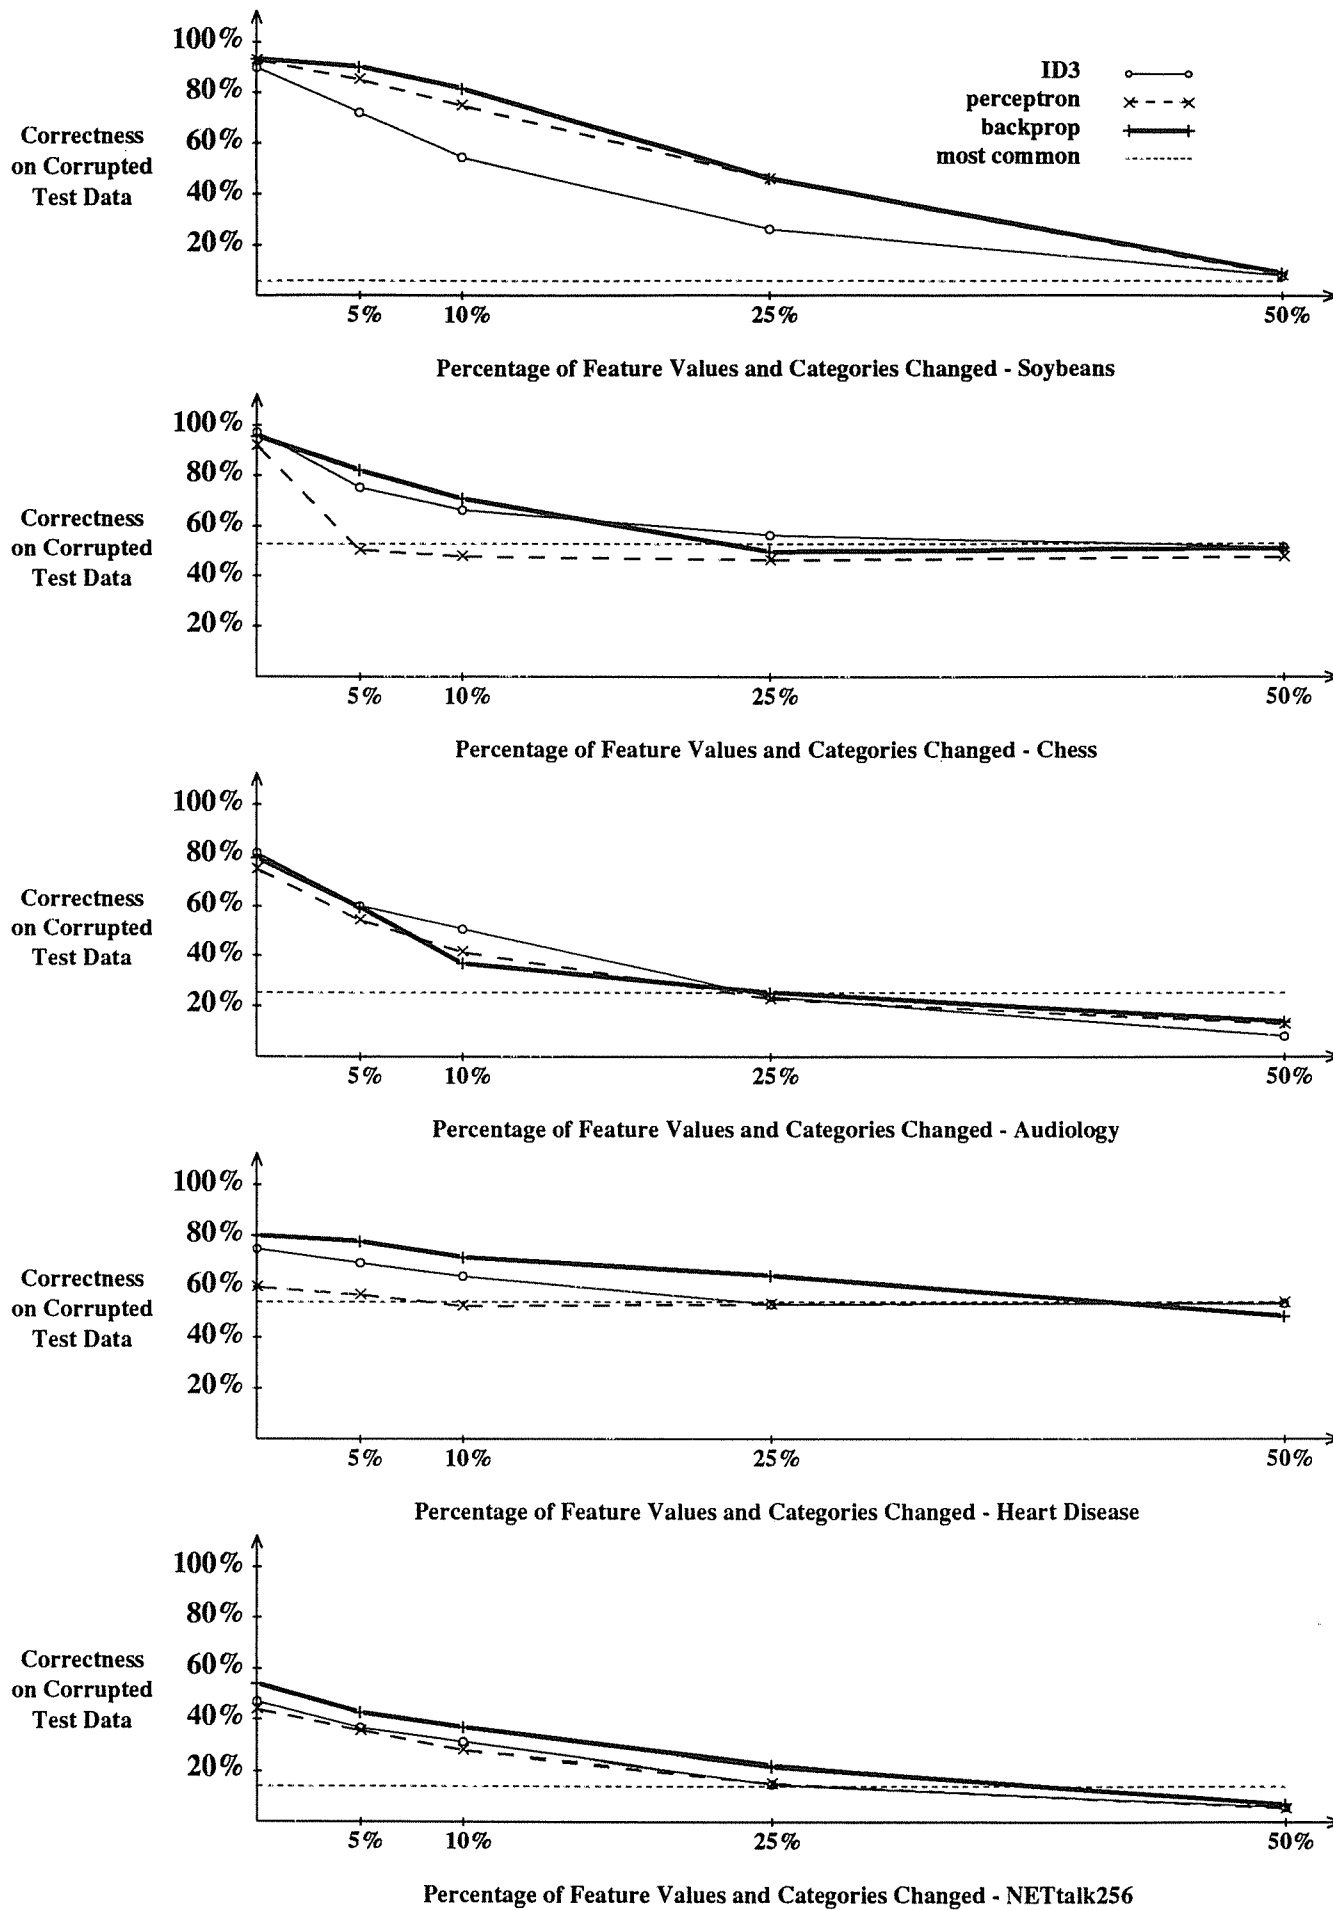 100%
80%
60%
40%
20%
Correctness
on Corrupted
Test Data
ID3
perceptron
backprop
most common
5% 10% 25% 50%
Percentage of Feature Values and Categories Changed - Soybeans
100%
80%
60%
40%
20%
Correctness
on Corrupted
Test Data
5% 10% 25% 50%
Percentage of Feature Values and Categories Changed - Chess
100%
80%
60%
40%
20%
Correctness
on Corrupted
Test Data
5% 10% 25% 50%
Percentage of Feature Values and Categories Changed - Audiology
100%
80%
60%
40%
20%
Correctness
on Corrupted
Test Data
5% 10% 25% 50%
Percentage of Feature Values and Categories Changed - Heart Disease
100%
80%
60%
40%
20%
Correctness
on Corrupted
Test Data
5% 10% 25% 50%
Percentage of Feature Values and Categories Changed - NETtalk256